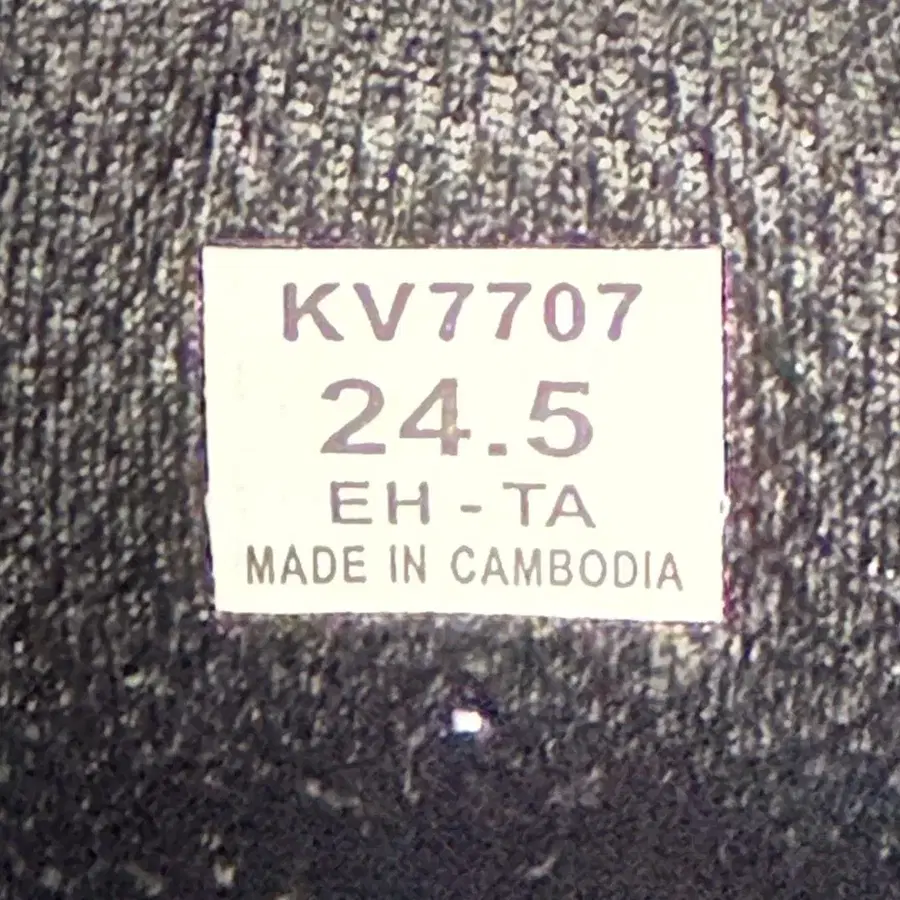 KV7707
24.5
EH - TA
MADE IN CAMBODIA